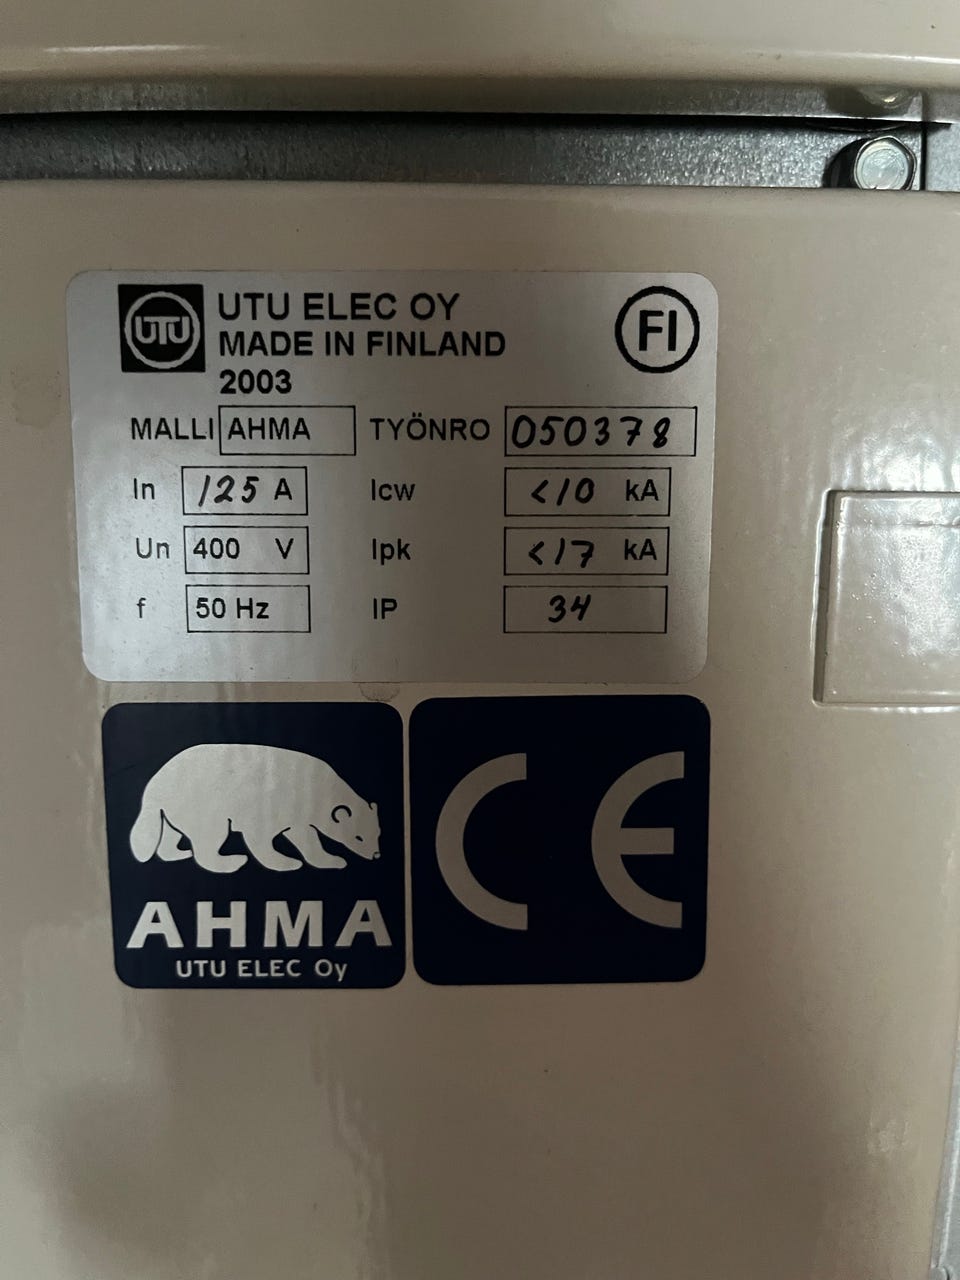 UTU
UTU ELEC OY
MADE IN FINLAND
2003
FI
MALLI AHMA TYÖNRO 050378
In 125 A Icw <10 kA
Un 400 V Ipk <17 kA
f 50 Hz IP 34
AHMA
UTU ELEC Oy
CE